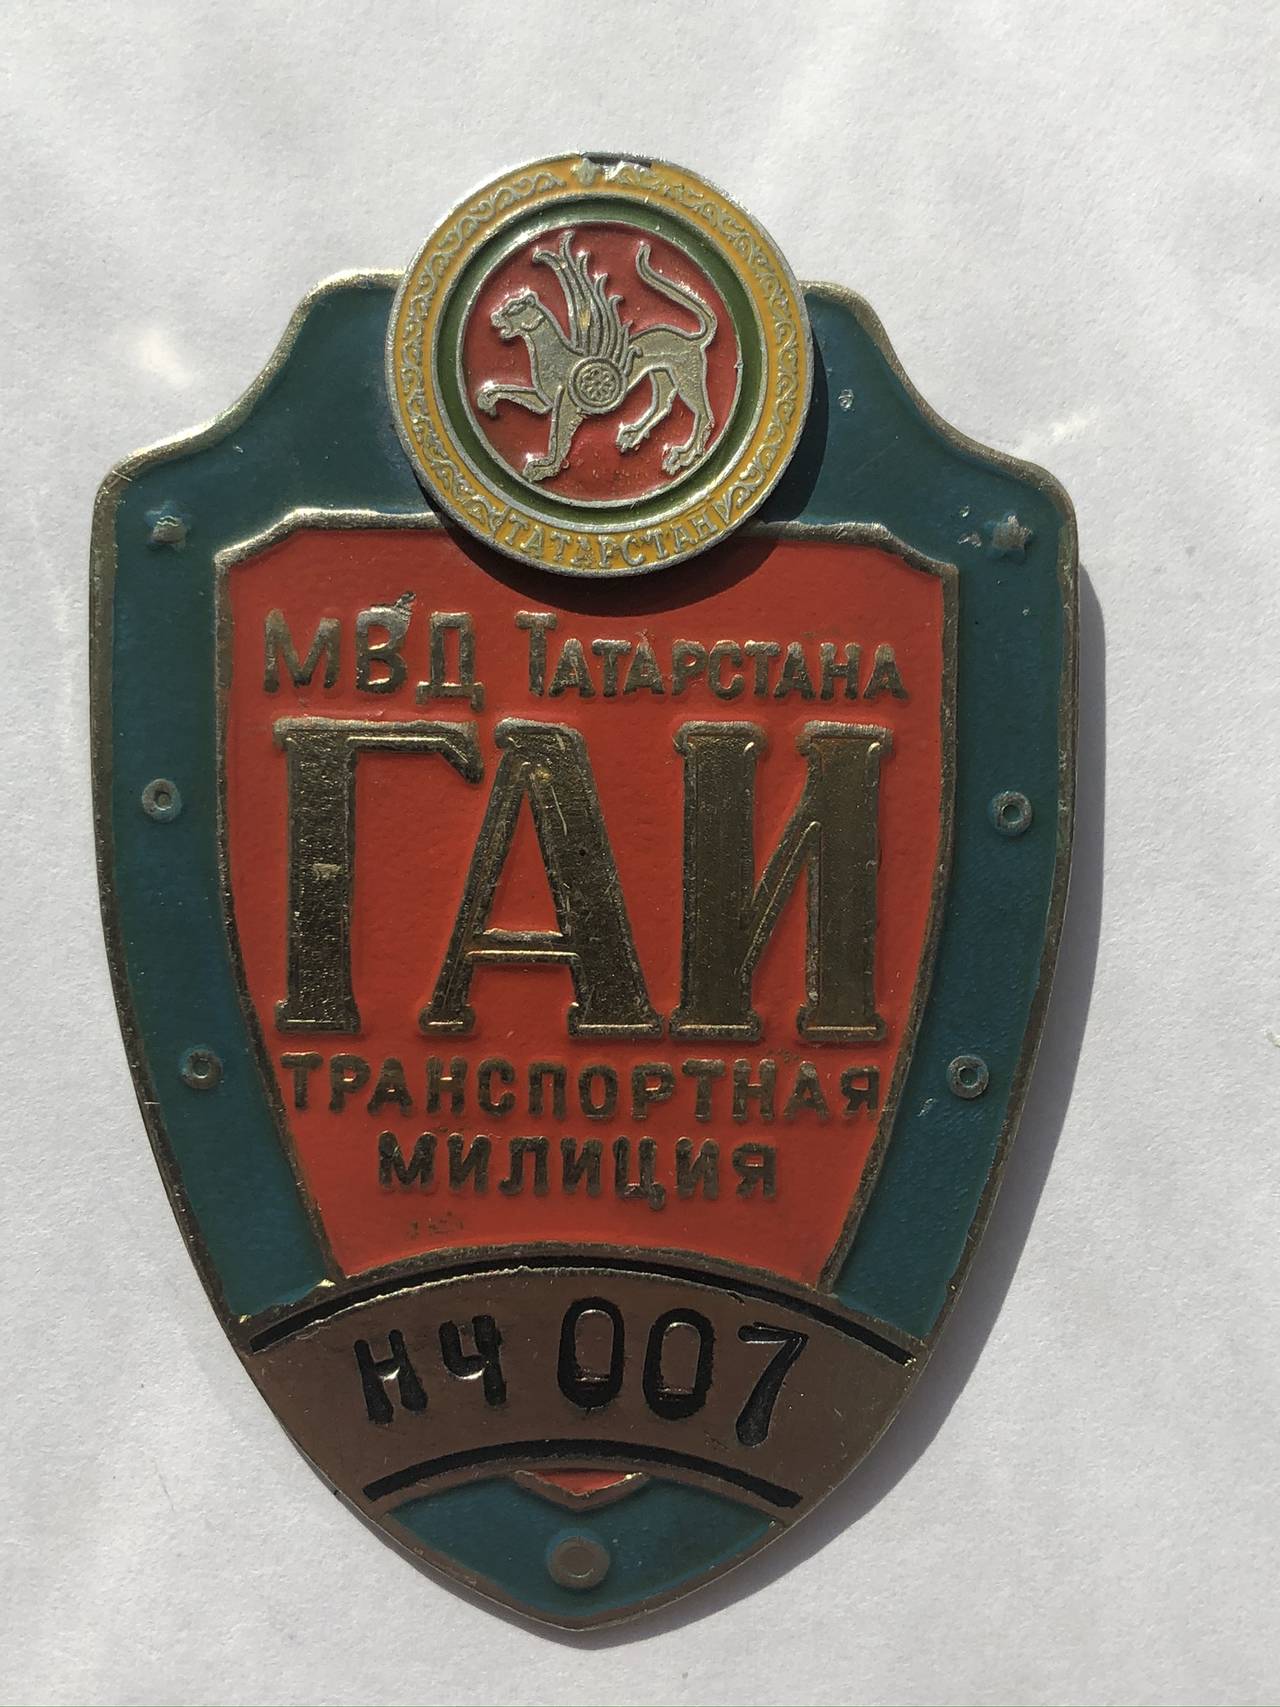 ТАТАРСТАН
МВД ТАТАРСТАНА
ГАИ
ТРАНСПОРТНАЯ
МИЛИЦИЯ
НЧ 007